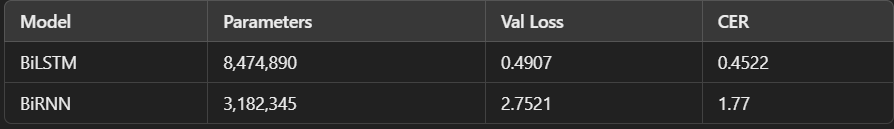 Model Parameters Val Loss CER
BiLSTM 8,474,890 0.4907 0.4522
BiRNN 3,182,345 2.7521 1.77